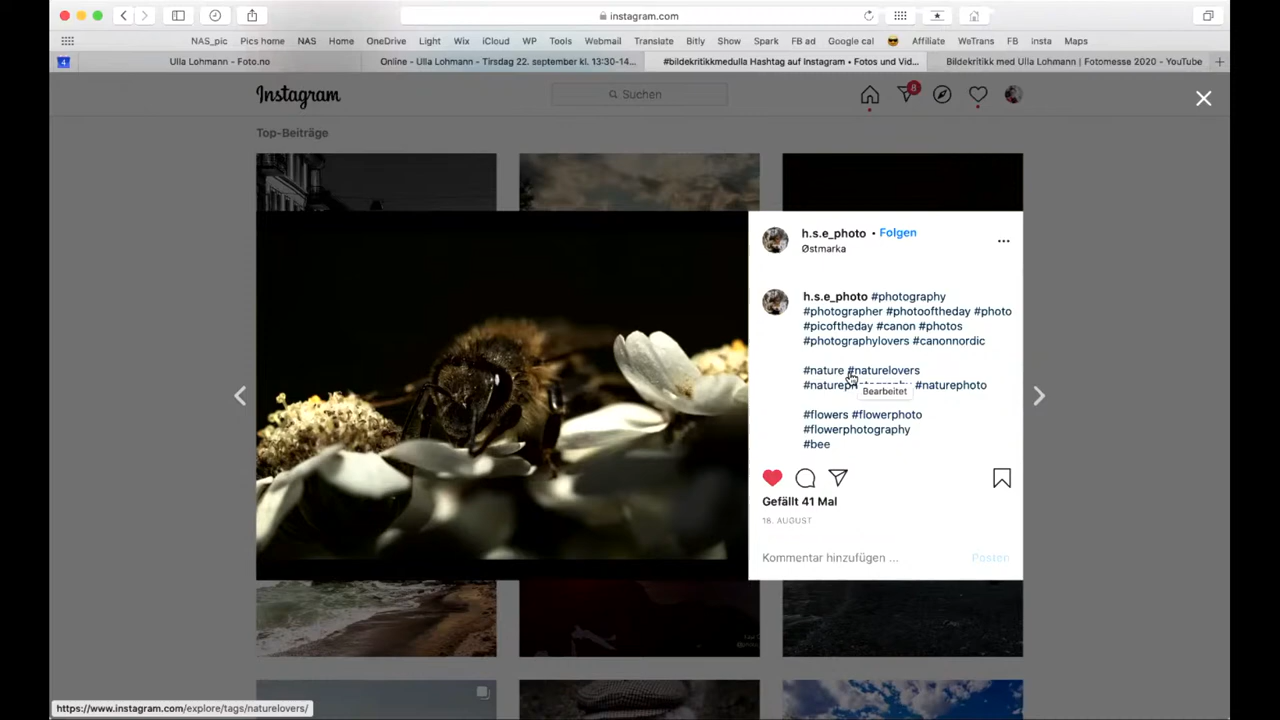 instagram.com
NAS_pic Pics home NAS Home OneDrive Light Wix iCloud WP Tools Webmail Translate Bitly Show Spark FB ad Google cal Affiliate WeTrans FB Insta Maps
4 Ulla Lohmann - Foto.no Online - Ulla Lohmann - Tirsdag 22. september kl. 13:30-14... #bildekritikkmedulla Hashtag auf Instagram • Fotos und Vid... Bildekritikk med Ulla Lohmann | Fotomesse 2020 - YouTube
Instagram Suchen 8
Top-Beiträge
h.s.e_photo • Folgen
Østmarka
h.s.e_photo #photography
#photographer #photooftheday #photo
#picoftheday #canon #photos
#photographylovers #canonnordic
#nature #naturelovers
#naturephotography #naturephoto
Bearbeitet
#flowers #flowerphoto
#flowerphotography
#bee
Gefällt 41 Mal
18. AUGUST
Kommentar hinzufügen ... Posten
https://www.instagram.com/explore/tags/naturelovers/